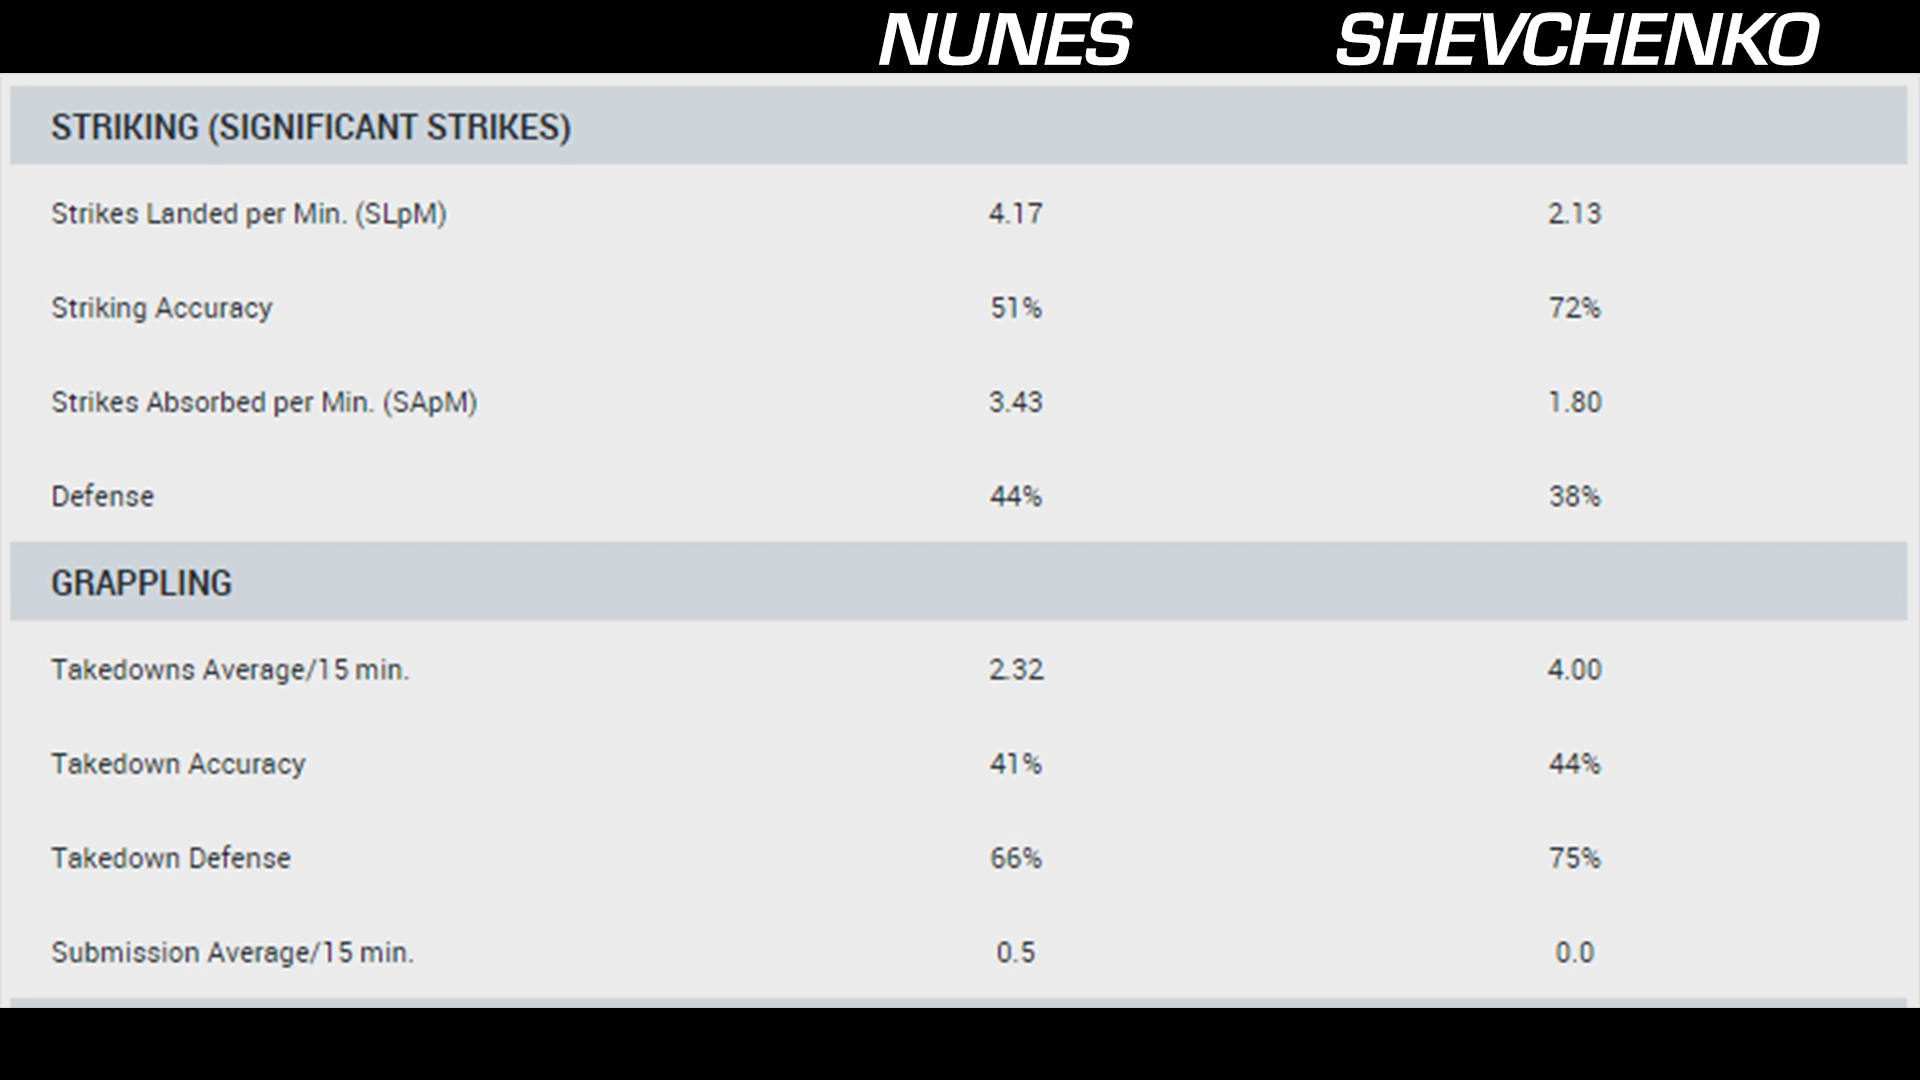 NUNES SHEVCHENKO
STRIKING (SIGNIFICANT STRIKES)
Strikes Landed per Min. (SLpM) 4.17 2.13
Striking Accuracy 51% 72%
Strikes Absorbed per Min. (SApM) 3.43 1.80
Defense 44% 38%
GRAPPLING
Takedowns Average/15 min. 2.32 4.00
Takedown Accuracy 41% 44%
Takedown Defense 66% 75%
Submission Average/15 min. 0.5 0.0